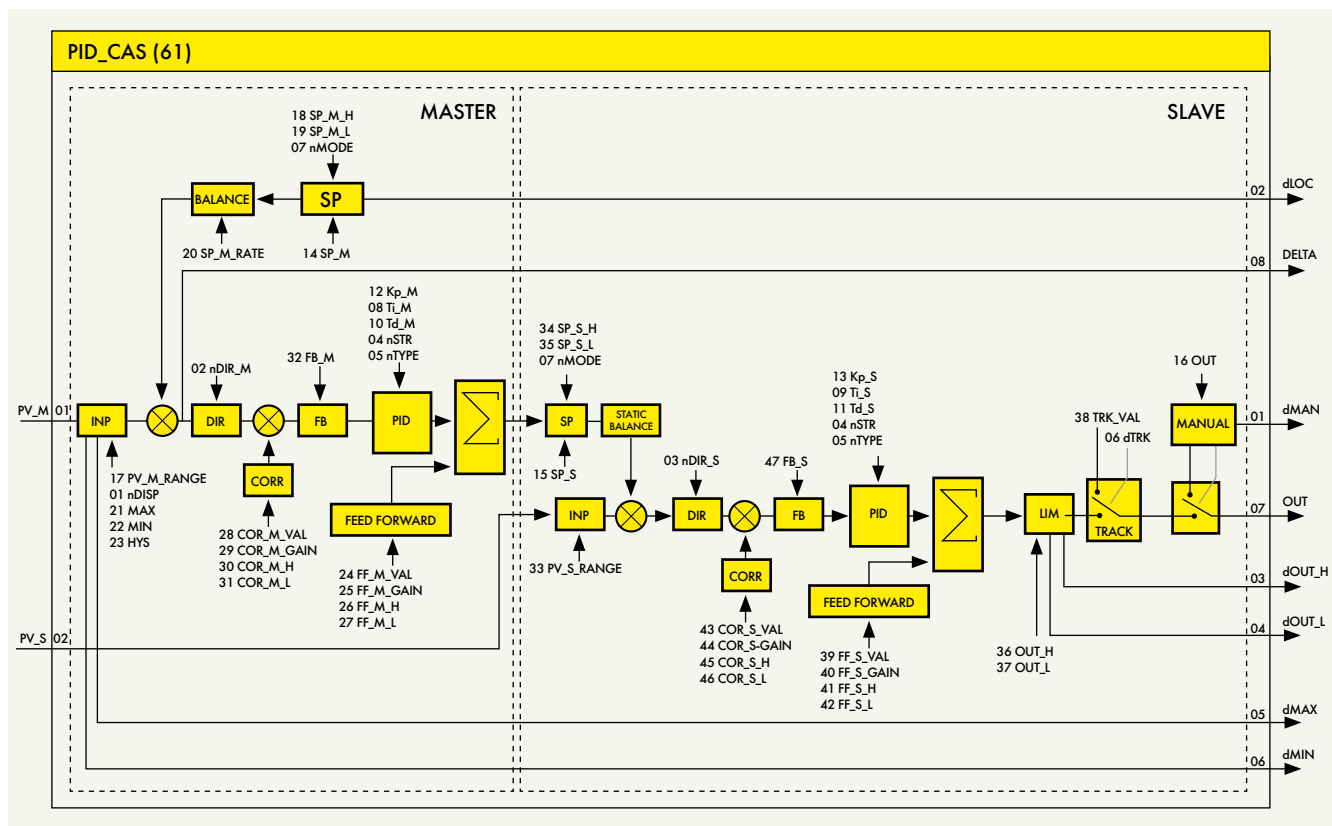 PID_CAS (61)
MASTER
18 SP_M_H
19 SP_M_L
07 nMODE
BALANCE
SP
20 SP_M_RATE
14 SP_M
12 Kp_M
08 Ti_M
10 Td_M
04 nSTR
05 nTYPE
02 nDIR_M
32 FB_M
PV_M 01
INP
DIR
FB
PID
∑
CORR
FEED FORWARD
17 PV_M_RANGE
01 nDISP
21 MAX
22 MIN
23 HYS
28 COR_M_VAL
29 COR_M_GAIN
30 COR_M_H
31 COR_M_L
24 FF_M_VAL
25 FF_M_GAIN
26 FF_M_H
27 FF_M_L
PV_S 02
SLAVE
34 SP_S_H
35 SP_S_L
07 nMODE
SP
STATIC
BALANCE
15 SP_S
03 nDIR_S
47 FB_S
13 Kp_S
09 Ti_S
11 Td_S
04 nSTR
05 nTYPE
INP
DIR
FB
PID
∑
33 PV_S_RANGE
CORR
FEED FORWARD
43 COR_S_VAL
44 COR_S-GAIN
45 COR_S_H
46 COR_S_L
39 FF_S_VAL
40 FF_S_GAIN
41 FF_S_H
42 FF_S_L
LIM
36 OUT_H
37 OUT_L
38 TRK_VAL
06 dTRK
TRACK
16 OUT
MANUAL
02 dLOC
08 DELTA
01 dMAN
07 OUT
03 dOUT_H
04 dOUT_L
05 dMAX
06 dMIN